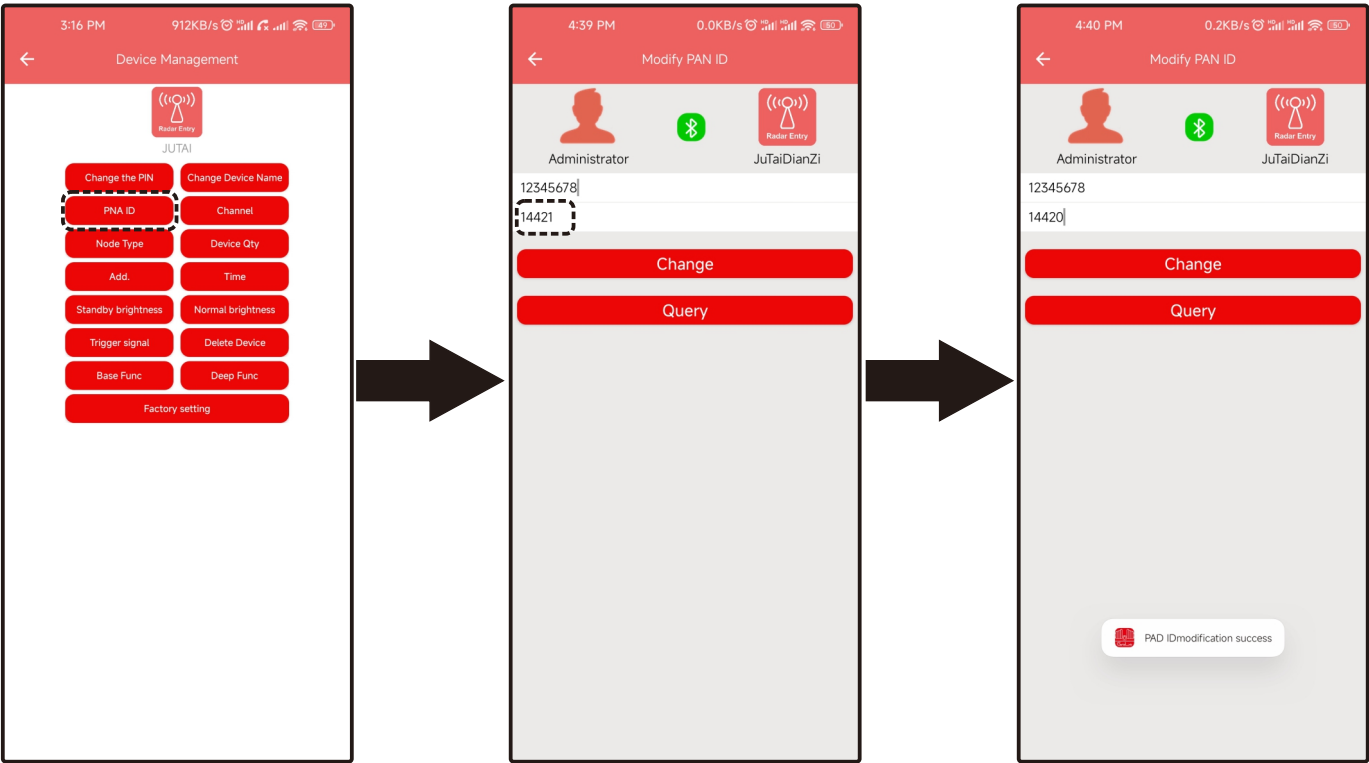 3:16 PM 912KB/s 49
Device Management
Radar Entry
JUTAI
Change the PIN Change Device Name
PNA ID Channel
Node Type Device Qty
Add. Time
Standby brightness Normal brightness
Trigger signal Delete Device
Base Func Deep Func
Factory setting
4:39 PM 0.0KB/s 50
Modify PAN ID
Radar Entry
Administrator JuTaiDianZi
12345678
14421
Change
Query
4:40 PM 0.2KB/s 50
Modify PAN ID
Radar Entry
Administrator JuTaiDianZi
12345678
14420
Change
Query
PAD IDmodification success